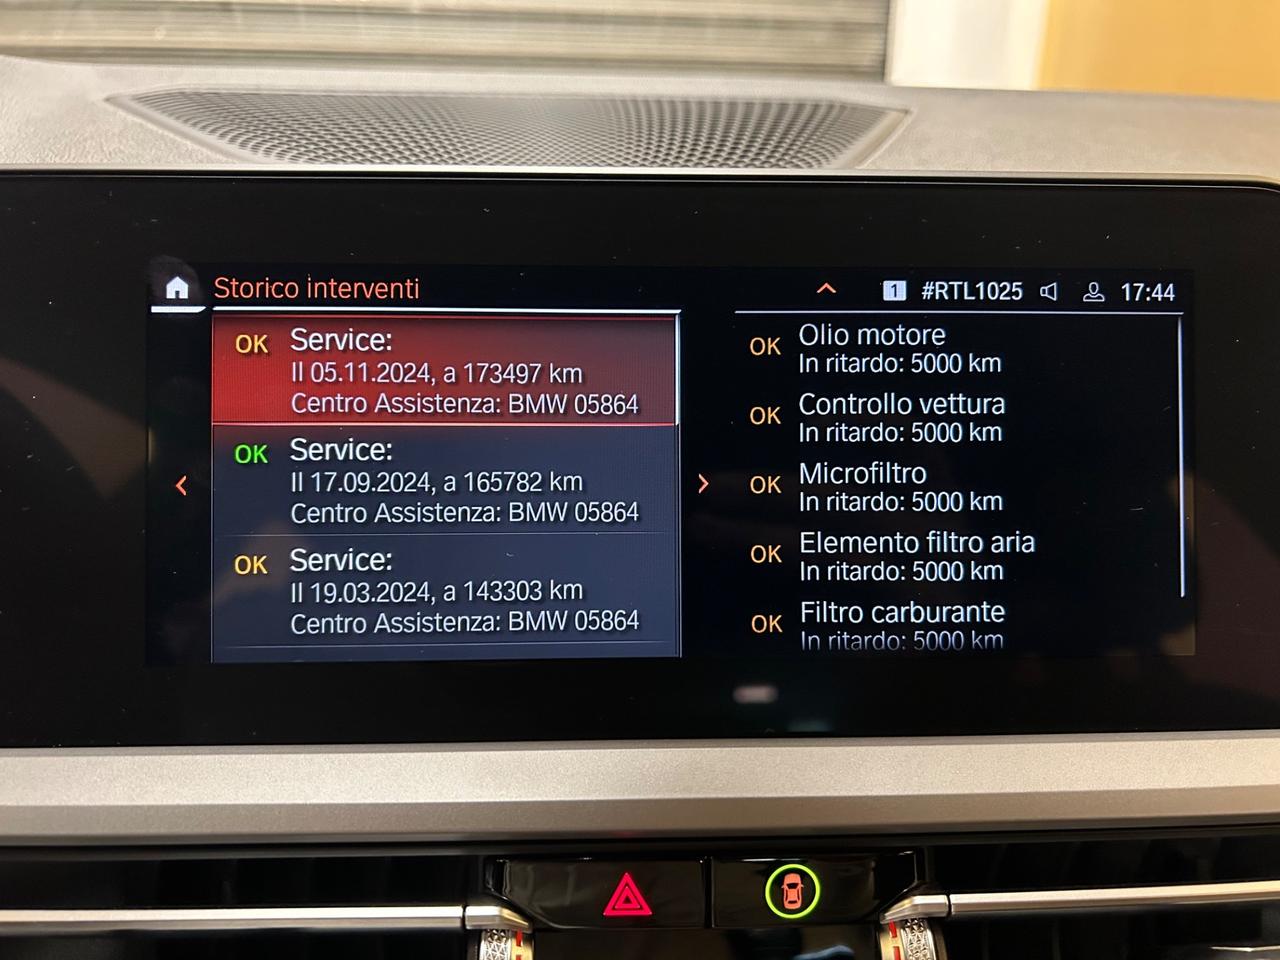 Storico interventi
1 #RTL1025 17:44
OK Service:
Il 05.11.2024, a 173497 km
Centro Assistenza: BMW 05864
OK Service:
Il 17.09.2024, a 165782 km
Centro Assistenza: BMW 05864
OK Service:
Il 19.03.2024, a 143303 km
Centro Assistenza: BMW 05864
OK Olio motore
In ritardo: 5000 km
OK Controllo vettura
In ritardo: 5000 km
OK Microfiltro
In ritardo: 5000 km
OK Elemento filtro aria
In ritardo: 5000 km
OK Filtro carburante
In ritardo: 5000 km